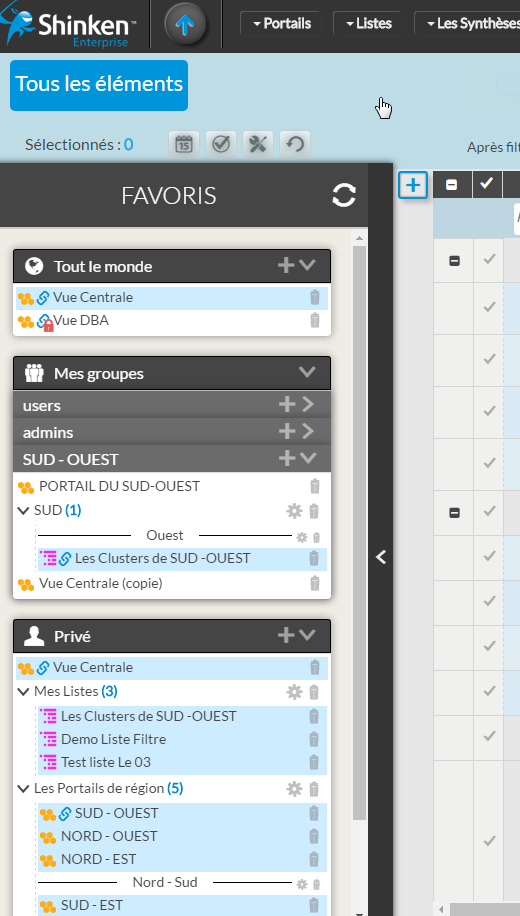 Shinken™
Enterprise
Portails
Listes
Les Synthèses
Tous les éléments
Sélectionnés : 0
15
Après filt
FAVORIS
Tout le monde
Vue Centrale
Vue DBA
Mes groupes
users
admins
SUD - OUEST
PORTAIL DU SUD-OUEST
SUD (1)
Ouest
Les Clusters de SUD -OUEST
Vue Centrale (copie)
Privé
Vue Centrale
Mes Listes (3)
Les Clusters de SUD -OUEST
Demo Liste Filtre
Test liste Le 03
Les Portails de région (5)
SUD - OUEST
NORD - OUEST
NORD - EST
Nord - Sud
SUD - EST